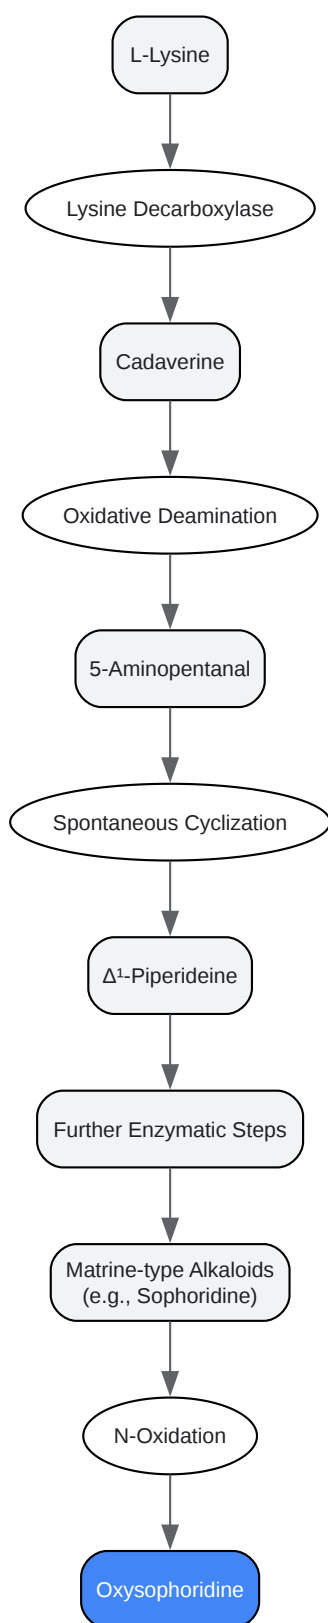 L-Lysine
Lysine Decarboxylase
Cadaverine
Oxidative Deamination
5-Aminopentanal
Spontaneous Cyclization
Δ¹-Piperideine
Further Enzymatic Steps
Matrine-type Alkaloids
(e.g., Sophoridine)
N-Oxidation
Oxysophoridine